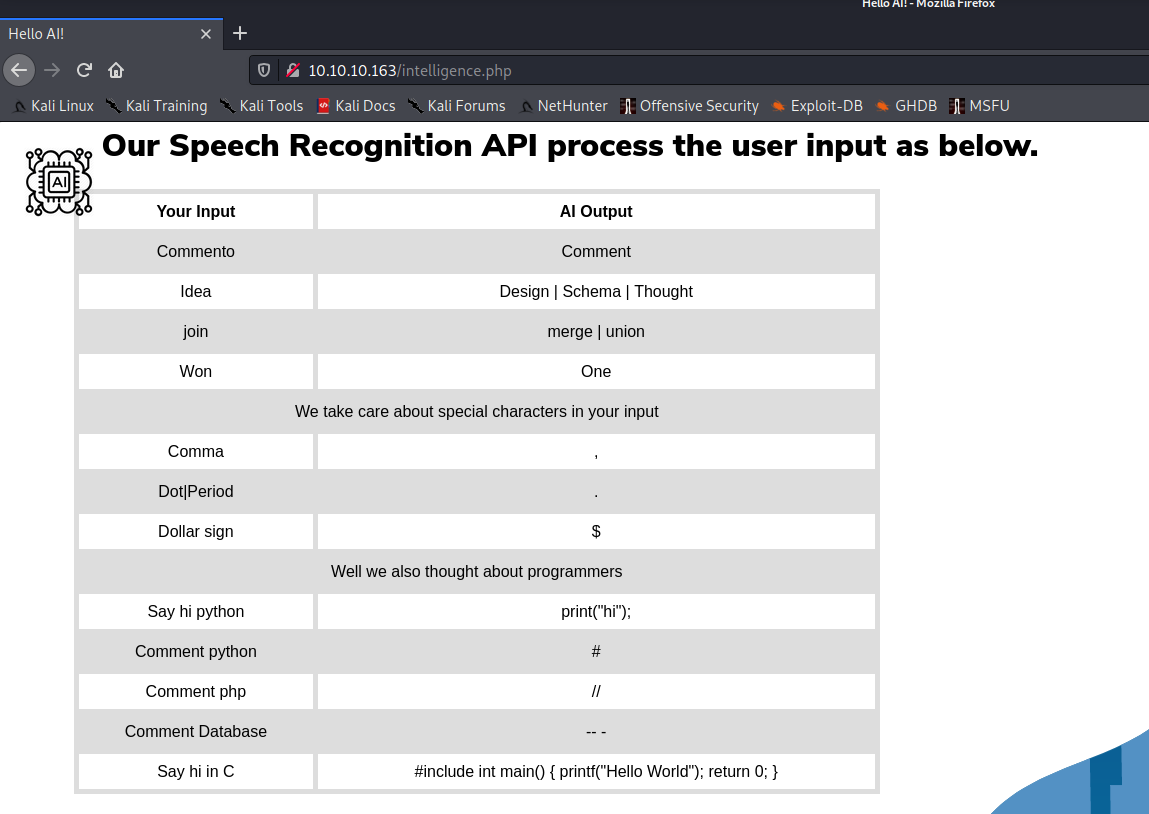 Hello AI! - Mozilla Firefox
Hello AI!
10.10.10.163/intelligence.php
Kali Linux Kali Training Kali Tools Kali Docs Kali Forums NetHunter Offensive Security Exploit-DB GHDB MSFU
Our Speech Recognition API process the user input as below.
AI
Your Input AI Output
Commento Comment
Idea Design | Schema | Thought
join merge | union
Won One
We take care about special characters in your input
Comma ,
Dot|Period .
Dollar sign $
Well we also thought about programmers
Say hi python print("hi");
Comment python #
Comment php //
Comment Database -- -
Say hi in C #include int main() { printf("Hello World"); return 0; }